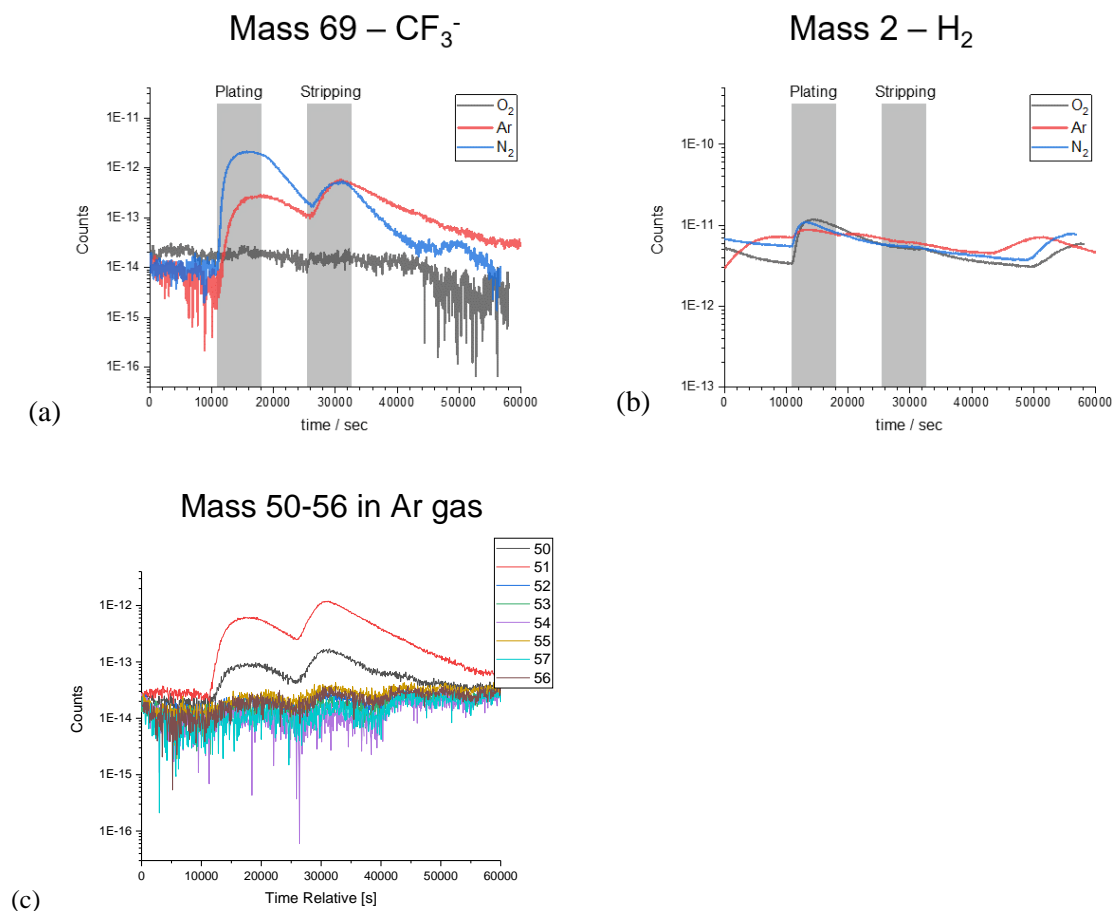 Mass 69 – CF3-
Plating Stripping
O2
Ar
N2
1E-11
1E-12
1E-13
1E-14
1E-15
1E-16
Counts
0 10000 20000 30000 40000 50000 60000
time / sec
(a)
Mass 2 – H2
Plating Stripping
O2
Ar
N2
1E-10
1E-11
1E-12
1E-13
Counts
0 10000 20000 30000 40000 50000 60000
time / sec
(b)
Mass 50-56 in Ar gas
50
51
52
53
54
55
57
56
1E-12
1E-13
1E-14
1E-15
1E-16
Counts
0 10000 20000 30000 40000 50000 60000
Time Relative [s]
(c)